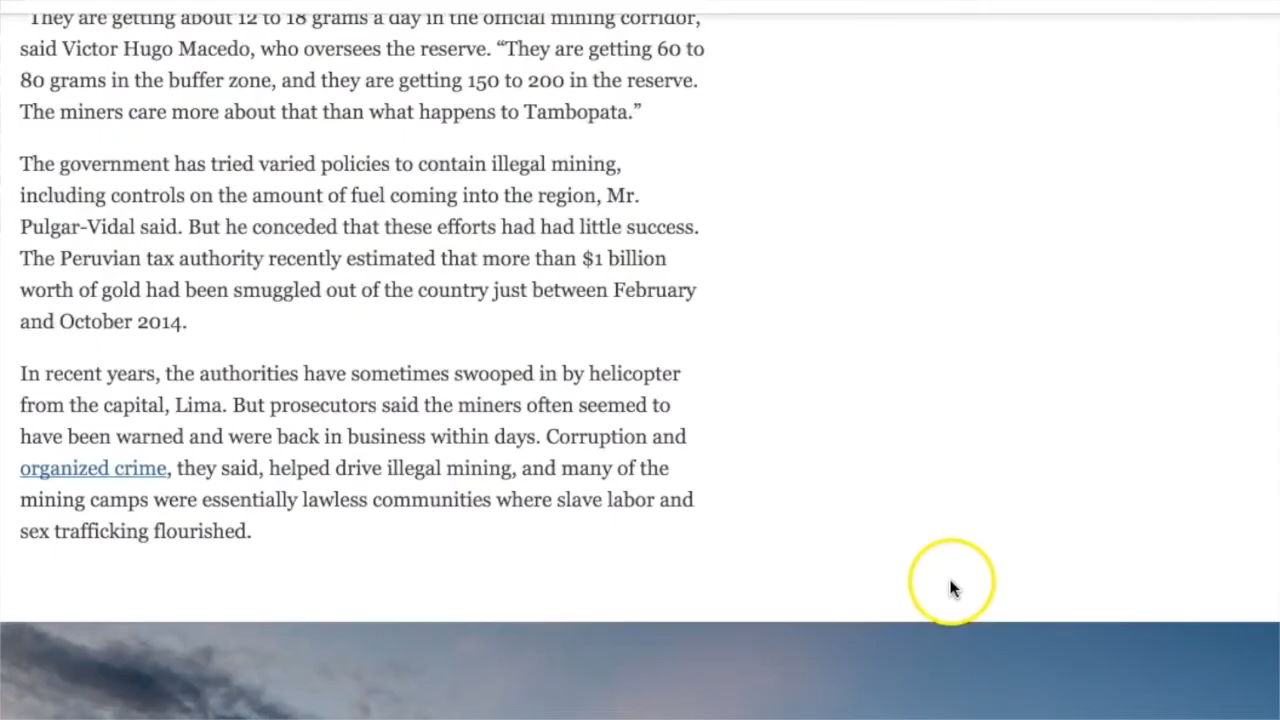 "They are getting about 12 to 18 grams a day in the official mining corridor,
said Victor Hugo Macedo, who oversees the reserve. “They are getting 60 to
80 grams in the buffer zone, and they are getting 150 to 200 in the reserve.
The miners care more about that than what happens to Tambopata.”
The government has tried varied policies to contain illegal mining,
including controls on the amount of fuel coming into the region, Mr.
Pulgar-Vidal said. But he conceded that these efforts had had little success.
The Peruvian tax authority recently estimated that more than $1 billion
worth of gold had been smuggled out of the country just between February
and October 2014.
In recent years, the authorities have sometimes swooped in by helicopter
from the capital, Lima. But prosecutors said the miners often seemed to
have been warned and were back in business within days. Corruption and
organized crime, they said, helped drive illegal mining, and many of the
mining camps were essentially lawless communities where slave labor and
sex trafficking flourished.